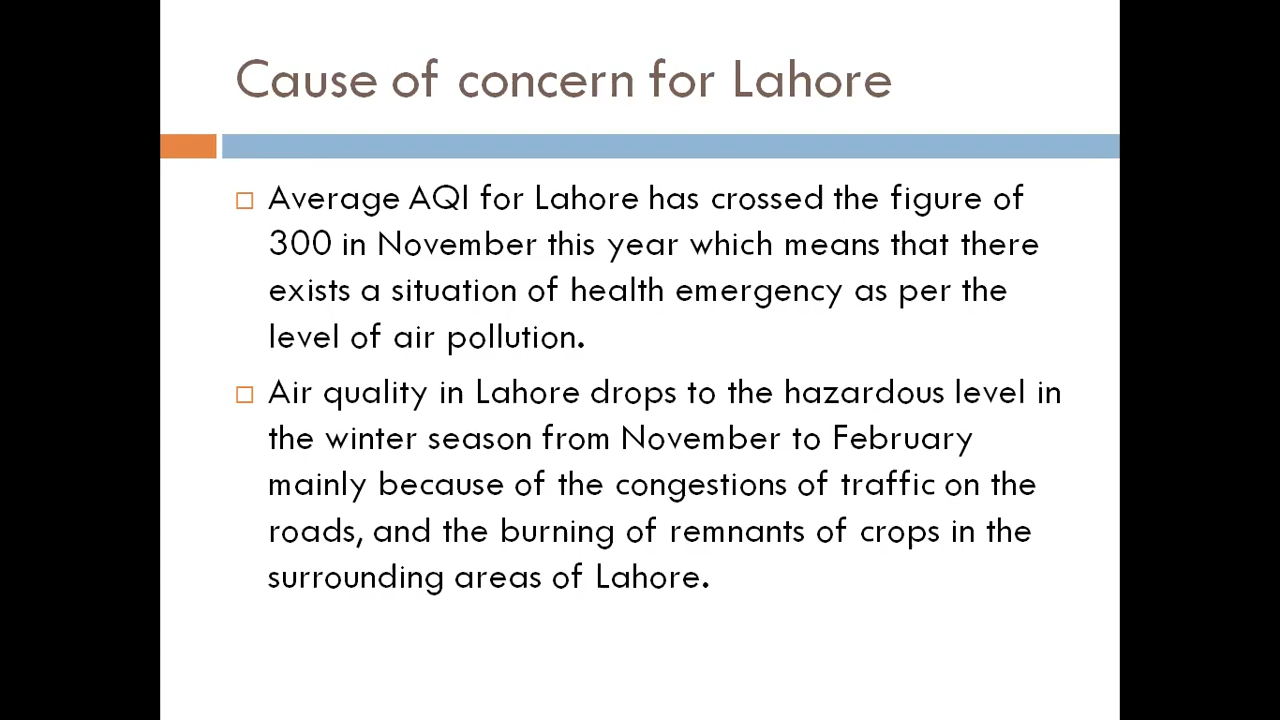 Cause of concern for Lahore
Average AQI for Lahore has crossed the figure of
300 in November this year which means that there
exists a situation of health emergency as per the
level of air pollution.
Air quality in Lahore drops to the hazardous level in
the winter season from November to February
mainly because of the congestions of traffic on the
roads, and the burning of remnants of crops in the
surrounding areas of Lahore.